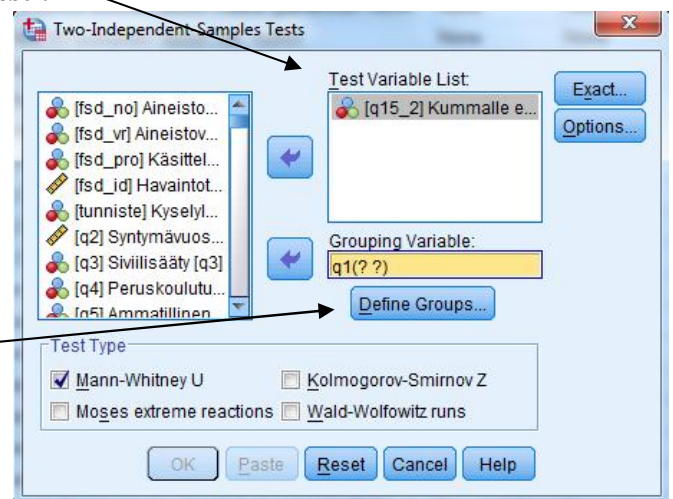 Two-Independent-Samples Tests
Test Variable List:
[fsd_no] Aineisto...
[fsd_vr] Aineistov...
[fsd_pro] Käsittel...
[fsd_id] Havaintot...
[tunniste] Kyselyl...
[q2] Syntymävuos...
[q3] Siviilisääty [q3]
[q4] Peruskoulutu...
[q5] Ammatillinen
[q15_2] Kummalle e...
Exact...
Options...
Grouping Variable:
q1(? ?)
Define Groups...
Test Type
Mann-Whitney U
Kolmogorov-Smirnov Z
Moses extreme reactions
Wald-Wolfowitz runs
OK
Paste
Reset
Cancel
Help